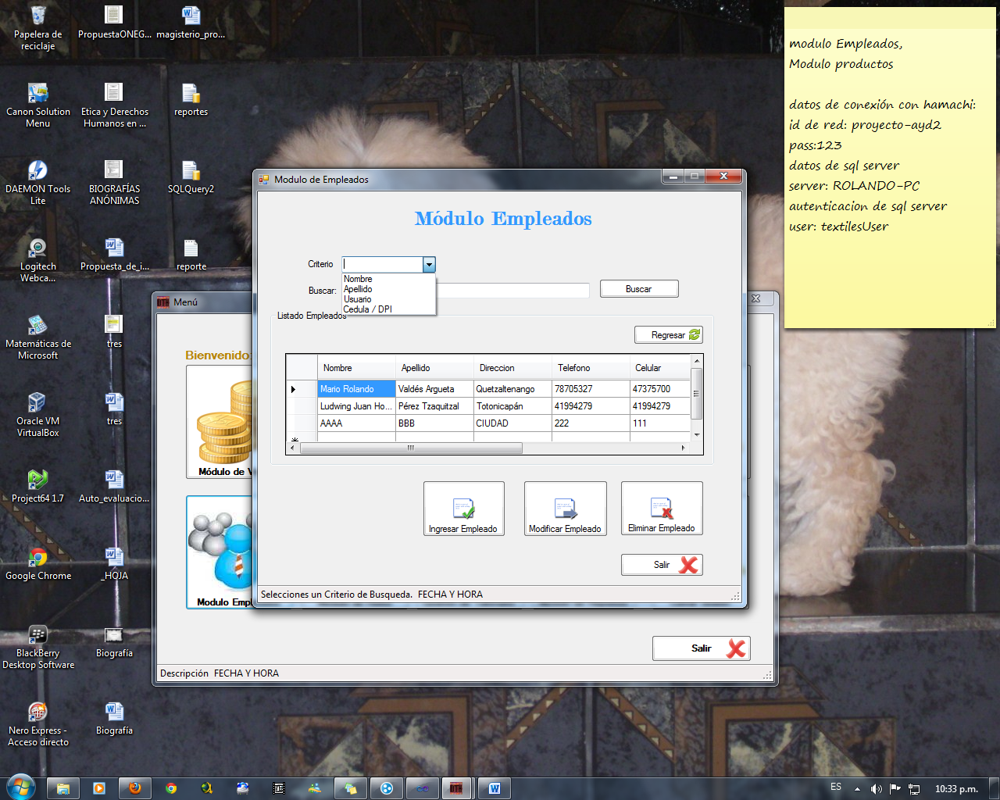 Papelera de
reciclaje
PropuestaONEG...
magisterio_pro...
Canon Solution
Menu
Etica y Derechos
Humanos en ...
reportes
DAEMON Tools
Lite
BIOGRAFÍAS
ANÓNIMAS
SQLQuery2
Logitech
Webca...
Propuesta_de_i...
reporte
Matemáticas de
Microsoft
tres
Oracle VM
VirtualBox
tres
Project64 1.7
Auto_evaluacio...
Google Chrome
_HOJA
BlackBerry
Desktop Software
Biografía
Nero Express -
Acceso directo
Biografía
modulo Empleados,
Modulo productos
datos de conexión con hamachi:
id de red: proyecto-ayd2
pass:123
datos de sql server
server: ROLANDO-PC
autenticacion de sql server
user: textilesUser
Menú
Bienvenido
Módulo de V
Modulo Empl
Salir
Descripción FECHA Y HORA
Modulo de Empleados
Módulo Empleados
Criterio
Nombre
Apellido
Usuario
Cedula / DPI
Buscar:
Buscar
Listado Empleados
Regresar
Nombre Apellido Direccion Telefono Celular
Mario Rolando Valdés Argueta Quetzaltenango 78705327 47375700
Ludwing Juan Ho... Pérez Tzaquitzal Totonicapán 41994279 41994279
AAAA BBB CIUDAD 222 111
Ingresar Empleado
Modificar Empleado
Eliminar Empleado
Salir
Selecciones un Criterio de Busqueda. FECHA Y HORA
ES
10:33 p.m.